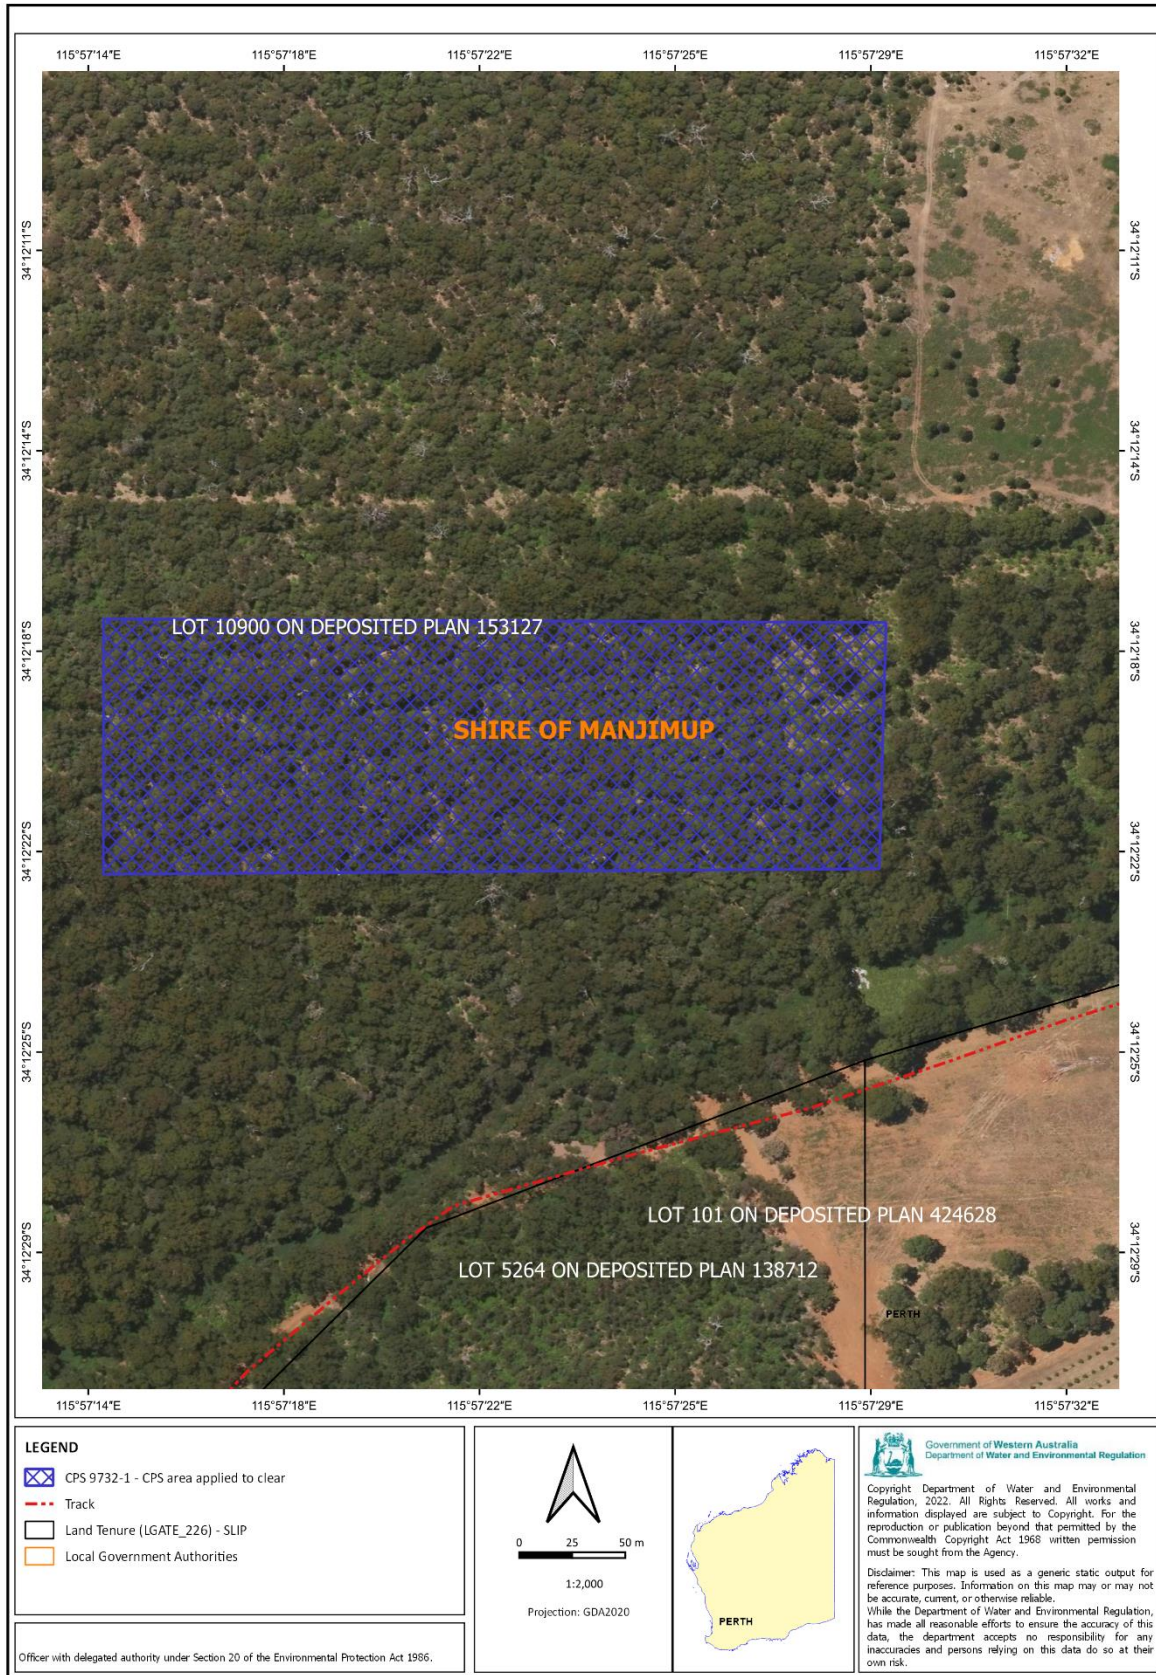 115°57'14"E 115°57'18"E 115°57'22"E 115°57'25"E 115°57'29"E 115°57'32"E
34°12'11"S 34°12'11"S
34°12'14"S 34°12'14"S
LOT 10900 ON DEPOSITED PLAN 153127
34°12'18"S 34°12'18"S
SHIRE OF MANJIMUP
34°12'22"S 34°12'22"S
34°12'25"S 34°12'25"S
LOT 101 ON DEPOSITED PLAN 424628
34°12'29"S 34°12'29"S
LOT 5264 ON DEPOSITED PLAN 138712
PERTH
115°57'14"E 115°57'18"E 115°57'22"E 115°57'25"E 115°57'29"E 115°57'32"E
LEGEND
CPS 9732-1 - CPS area applied to clear
Track
Land Tenure (LGATE_226) - SLIP
Local Government Authorities
Officer with delegated authority under Section 20 of the Environmental Protection Act 1986.
0 25 50 m
1:2,000
Projection: GDA2020
PERTH
Government of Western Australia
Department of Water and Environmental Regulation
Copyright Department of Water and Environmental
Regulation, 2022. All Rights Reserved. All works and
information displayed are subject to Copyright. For the
reproduction or publication beyond that permitted by the
Commonwealth Copyright Act 1968 written permission
must be sought from the Agency.
Disclaimer: This map is used as a generic static output for
reference purposes. Information on this map may or may not
be accurate, current, or otherwise reliable.
While the Department of Water and Environmental Regulation,
has made all reasonable efforts to ensure the accuracy of this
data, the department accepts no responsibility for any
inaccuracies and persons relying on this data do so at their
own risk.